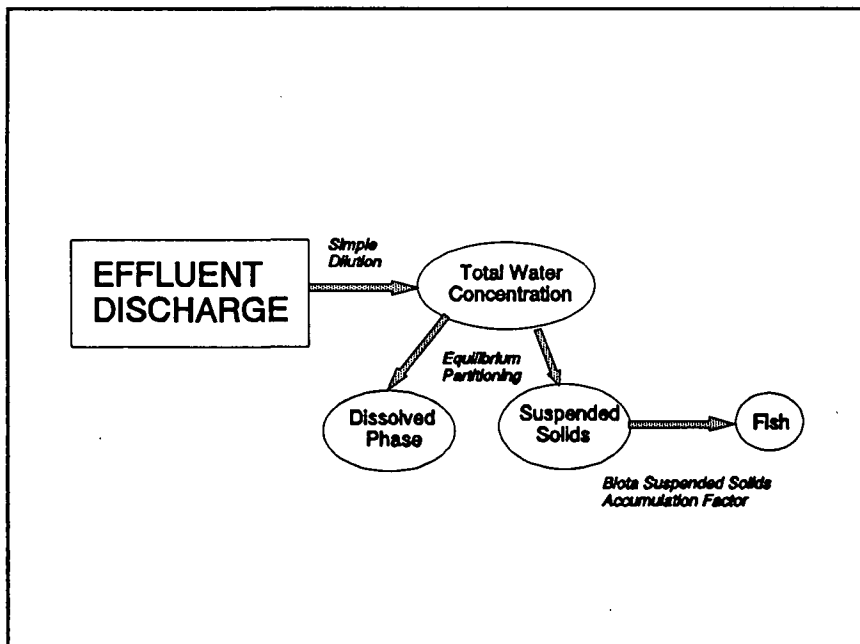 Simple
Dilution
EFFLUENT
DISCHARGE
Total Water
Concentration
Equilibrium
Partitioning
Dissolved
Phase
Suspended
Solids
Fish
Biota Suspended Solids
Accumulation Factor